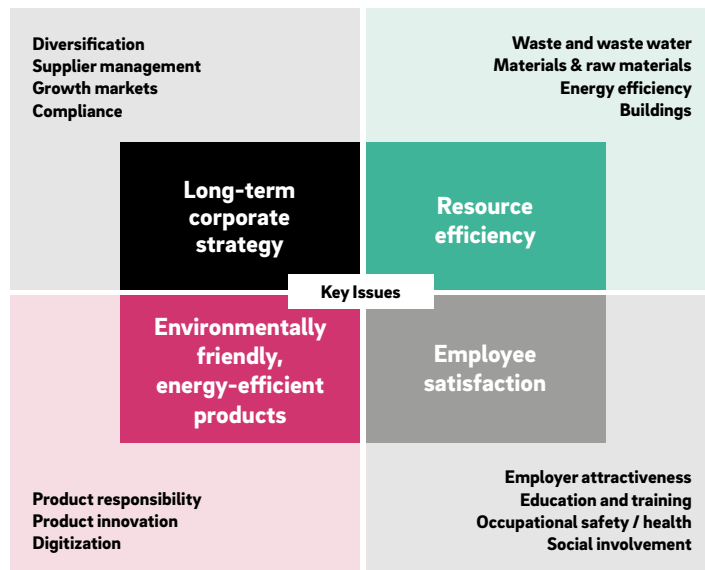 Diversification
Supplier management
Growth markets
Compliance
Waste and waste water
Materials & raw materials
Energy efficiency
Buildings
Long-term
corporate
strategy
Resource
efficiency
Key Issues
Environmentally
friendly,
energy-efficient
products
Employee
satisfaction
Product responsibility
Product innovation
Digitization
Employer attractiveness
Education and training
Occupational safety / health
Social involvement